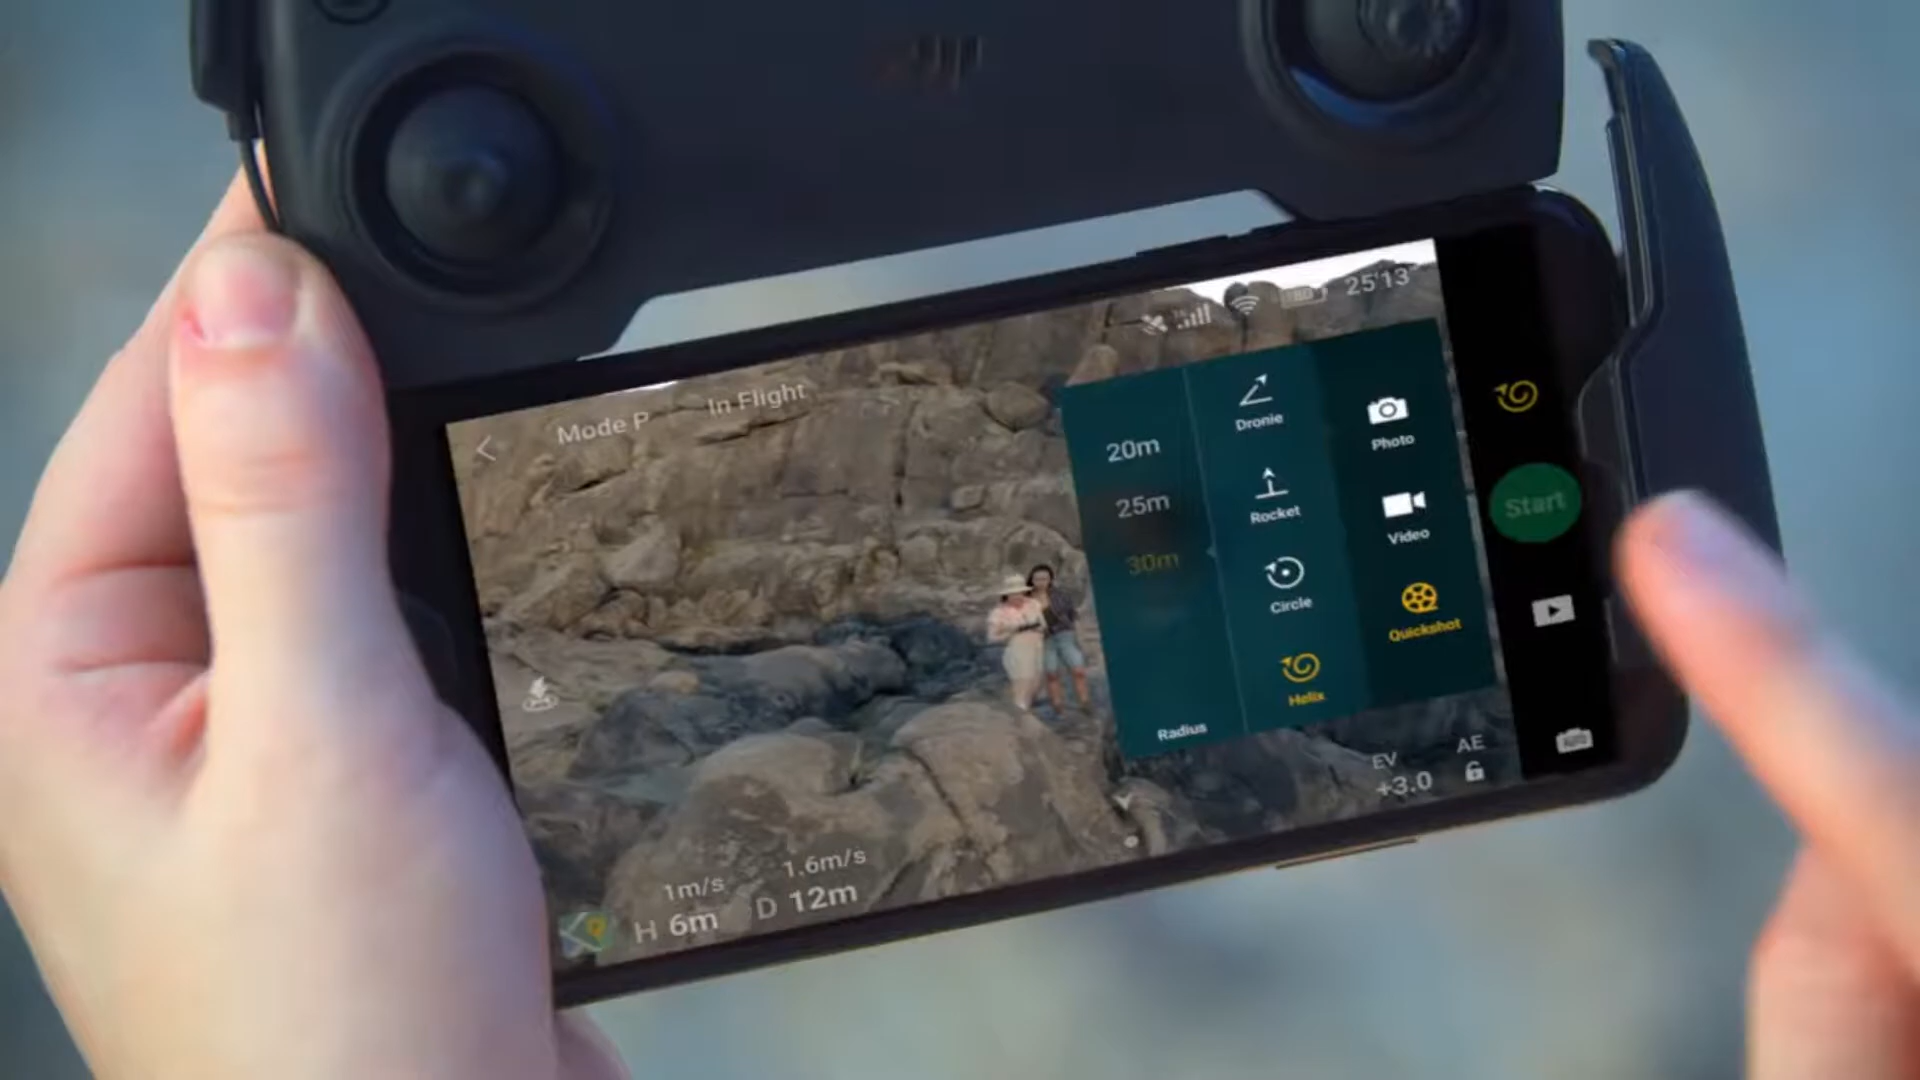 25'13
Mode P
In Flight
20m
25m
30m
Radius
Dronie
Rocket
Circle
Helix
Photo
Video
Quickshot
Start
EV
+3.0
AE
1m/s
1.6m/s
H 6m
D 12m